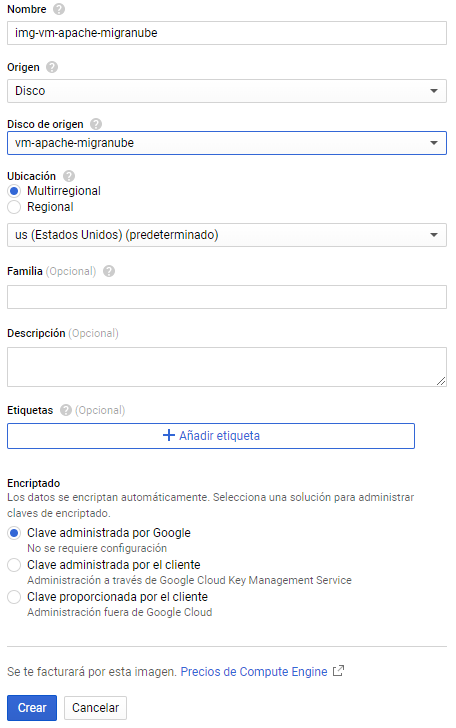 Nombre
img-vm-apache-migranube
Origen
Disco
Disco de origen
vm-apache-migranube
Ubicación
Multirregional
Regional
us (Estados Unidos) (predeterminado)
Familia (Opcional)
Descripción (Opcional)
Etiquetas (Opcional)
Añadir etiqueta
Encriptado
Los datos se encriptan automáticamente. Selecciona una solución para administrar
claves de encriptado.
Clave administrada por Google
No se requiere configuración
Clave administrada por el cliente
Administración a través de Google Cloud Key Management Service
Clave proporcionada por el cliente
Administración fuera de Google Cloud
Se te facturará por esta imagen. Precios de Compute Engine
Crear Cancelar